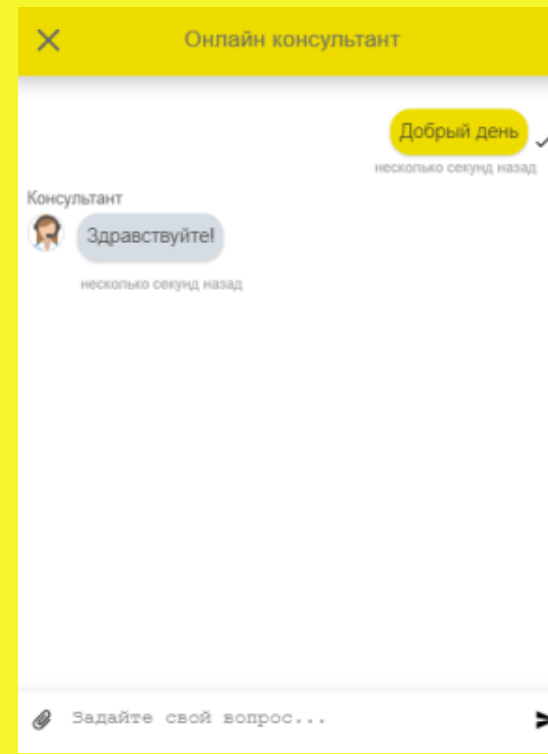 Онлайн консультант
Добрый день
несколько секунд назад
Консультант
Здравствуйте!
несколько секунд назад
Задайте свой вопрос...